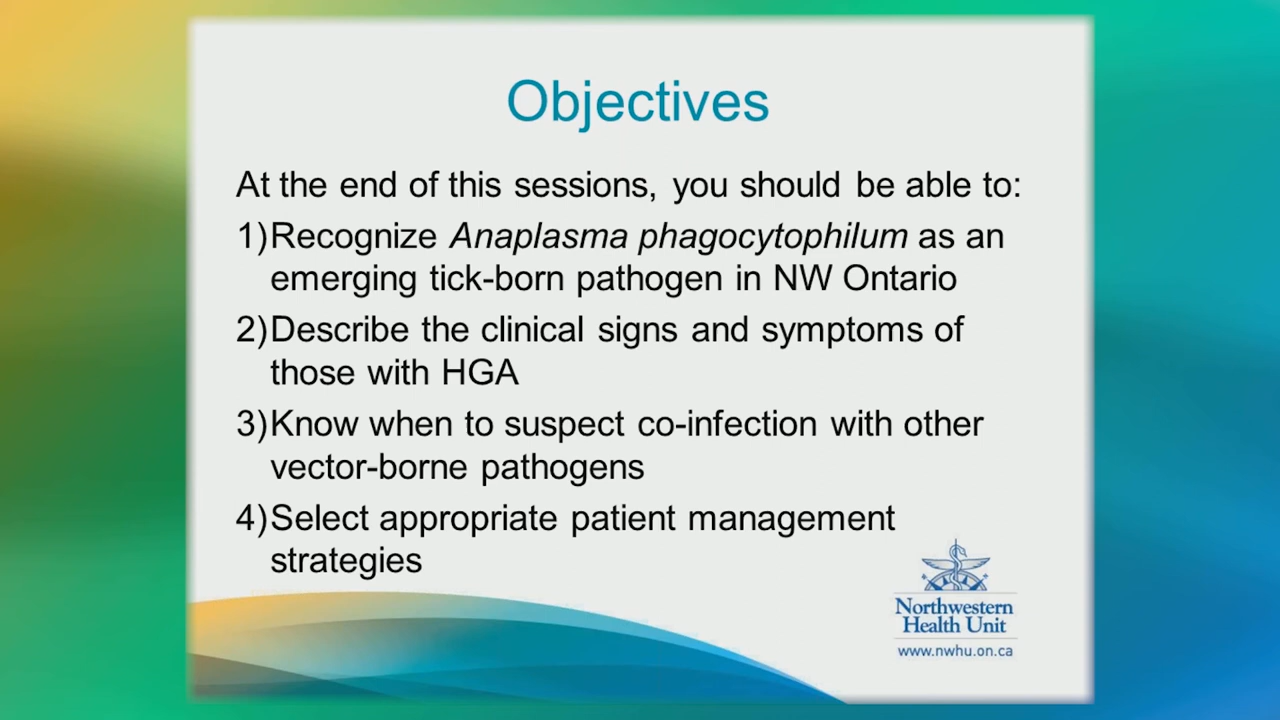 Objectives
At the end of this sessions, you should be able to:
1)Recognize Anaplasma phagocytophilum as an
emerging tick-born pathogen in NW Ontario
2)Describe the clinical signs and symptoms of
those with HGA
3)Know when to suspect co-infection with other
vector-borne pathogens
4)Select appropriate patient management
strategies
Northwestern
Health Unit
www.nwhu.on.ca